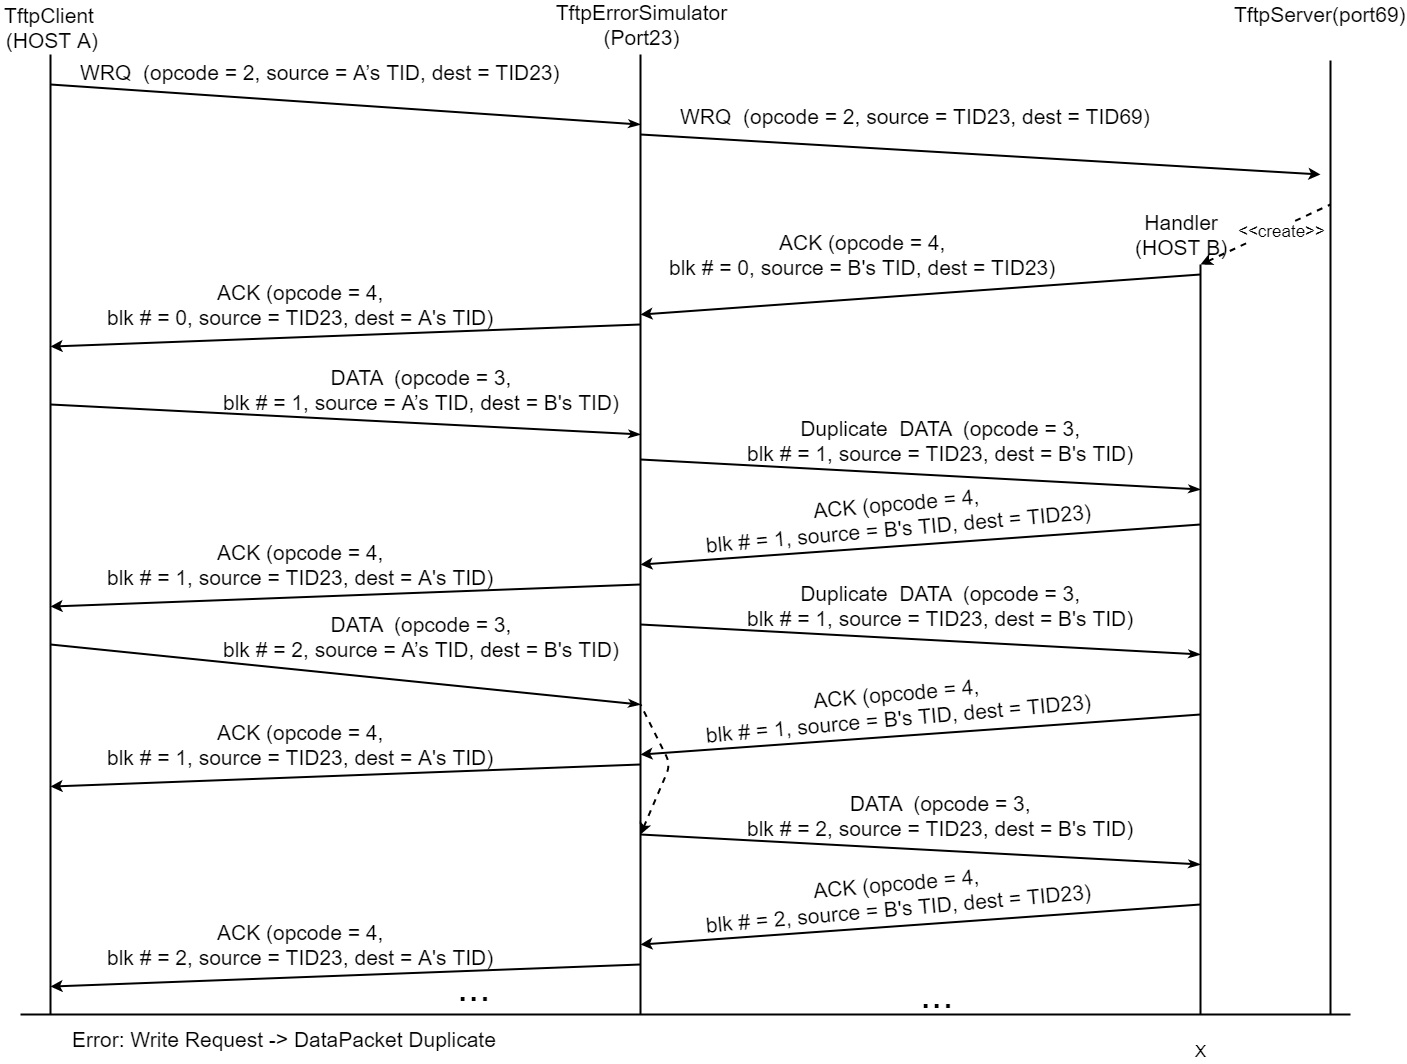 TftpClient
(HOST A)
TftpErrorSimulator
(Port23)
TftpServer(port69)
WRQ  (opcode = 2, source = A’s TID, dest = TID23)
WRQ  (opcode = 2, source = TID23, dest = TID69)
Handler
(HOST B)
<<create>>
ACK (opcode = 4,
blk # = 0, source = B's TID, dest = TID23)
ACK (opcode = 4,
blk # = 0, source = TID23, dest = A's TID)
DATA  (opcode = 3,
blk # = 1, source = A’s TID, dest = B's TID)
Duplicate  DATA  (opcode = 3,
blk # = 1, source = TID23, dest = B's TID)
ACK (opcode = 4,
blk # = 1, source = B's TID, dest = TID23)
ACK (opcode = 4,
blk # = 1, source = TID23, dest = A's TID)
Duplicate  DATA  (opcode = 3,
blk # = 1, source = TID23, dest = B's TID)
DATA  (opcode = 3,
blk # = 2, source = A’s TID, dest = B's TID)
ACK (opcode = 4,
blk # = 1, source = B's TID, dest = TID23)
ACK (opcode = 4,
blk # = 1, source = TID23, dest = A's TID)
DATA  (opcode = 3,
blk # = 2, source = TID23, dest = B's TID)
ACK (opcode = 4,
blk # = 2, source = B's TID, dest = TID23)
ACK (opcode = 4,
blk # = 2, source = TID23, dest = A's TID)
...
...
Error: Write Request -> DataPacket Duplicate
X